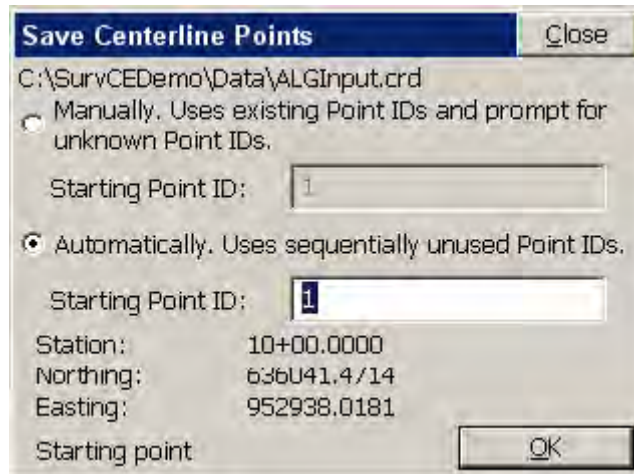 Save Centerline Points Close
C:\SurvCEDemo\Data\ALGInput.crd
Manually. Uses existing Point IDs and prompt for
unknown Point IDs.
Starting Point ID: 1
Automatically. Uses sequentially unused Point IDs.
Starting Point ID: 1
Station: 10+00.0000
Northing: 636041.4714
Easting: 952938.0181
Starting point OK